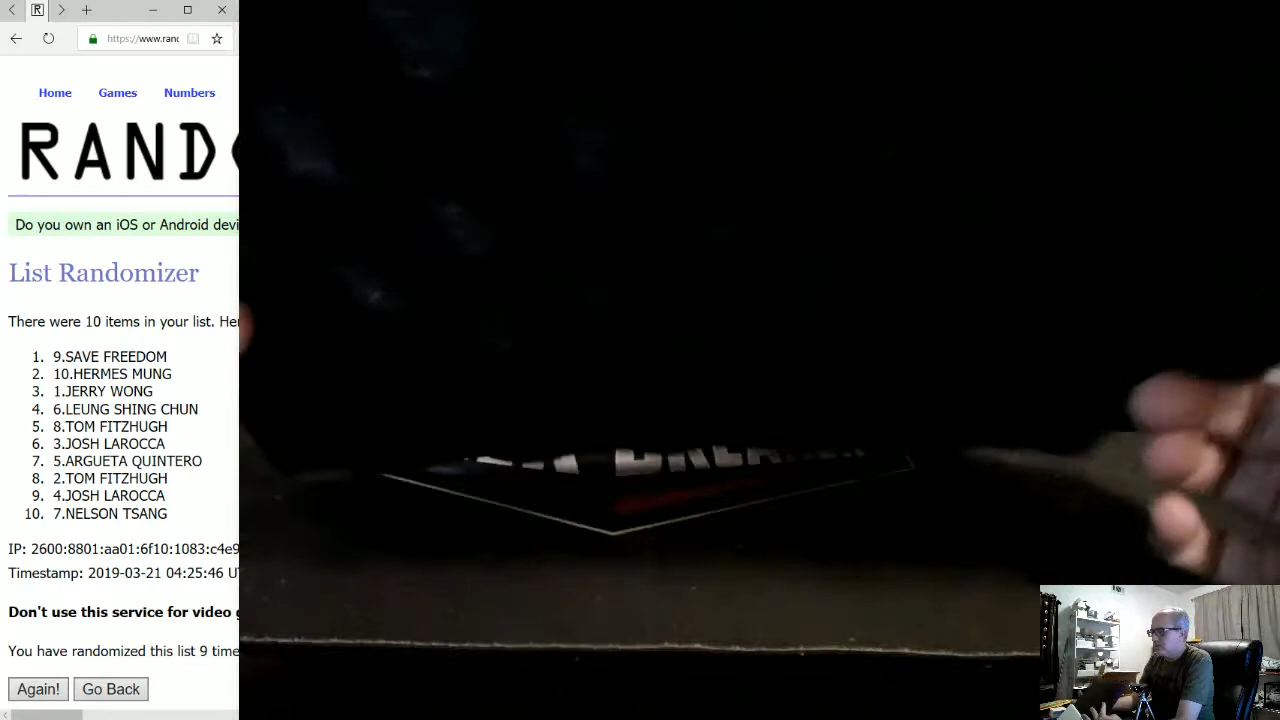 https://www.ranc
Home Games Numbers
RAND
Do you own an iOS or Android devi
List Randomizer
There were 10 items in your list. He
1. 9.SAVE FREEDOM
2. 10.HERMES MUNG
3. 1.JERRY WONG
4. 6.LEUNG SHING CHUN
5. 8.TOM FITZHUGH
6. 3.JOSH LAROCCA
7. 5.ARGUETA QUINTERO
8. 2.TOM FITZHUGH
9. 4.JOSH LAROCCA
10. 7.NELSON TSANG
IP: 2600:8801:aa01:6f10:1083:c4e9
Timestamp: 2019-03-21 04:25:46 U
Don't use this service for video g
You have randomized this list 9 time
Again! Go Back